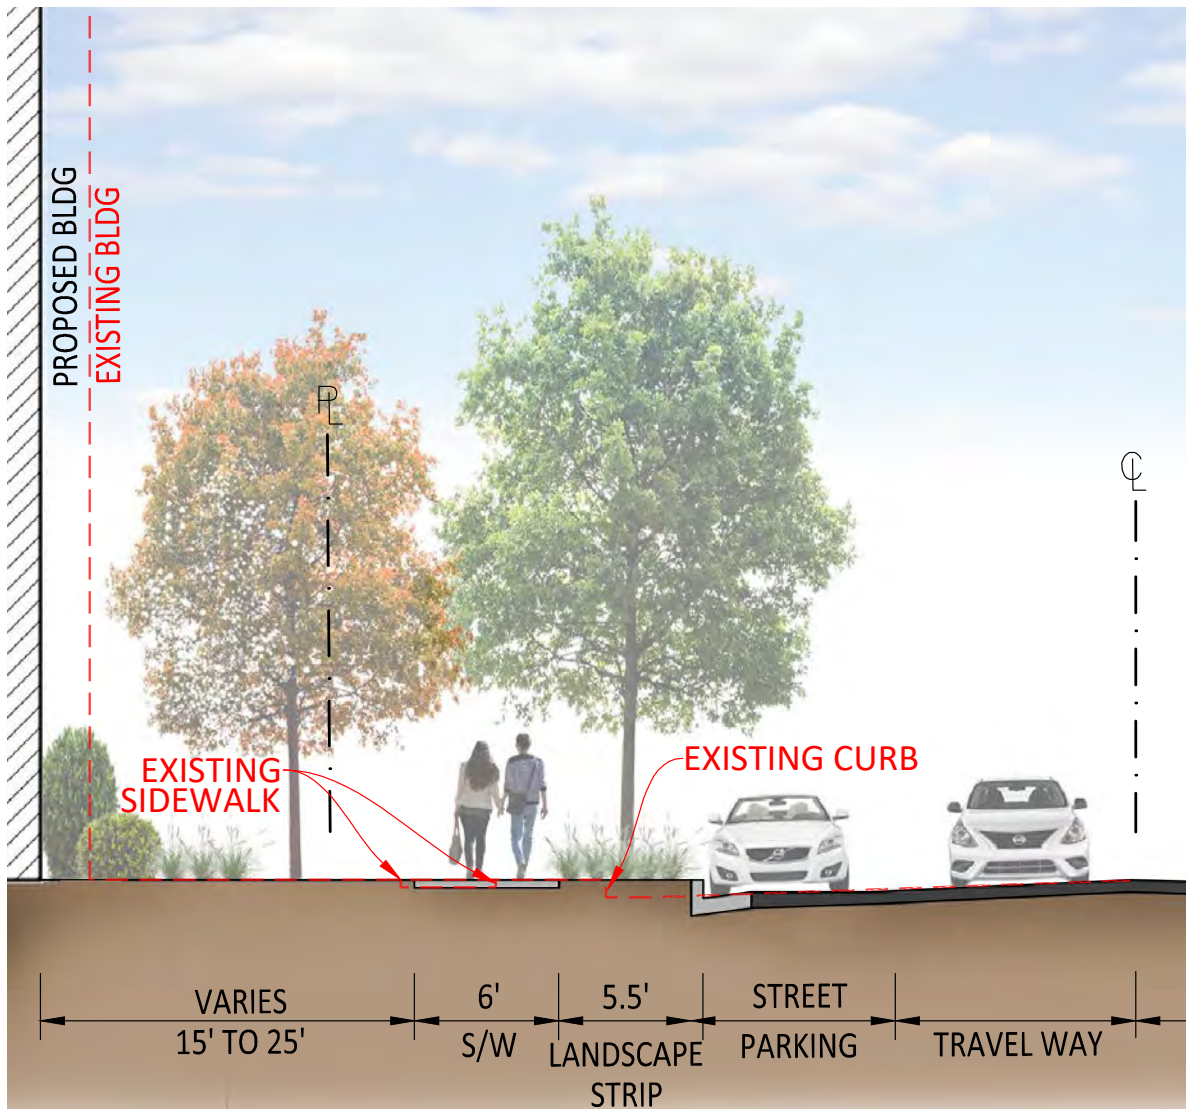 PROPOSED BLDG
EXISTING BLDG
PL
CL
EXISTING
SIDEWALK
EXISTING CURB
VARIES
15' TO 25'
6'
S/W
5.5'
LANDSCAPE
STRIP
STREET
PARKING
TRAVEL WAY